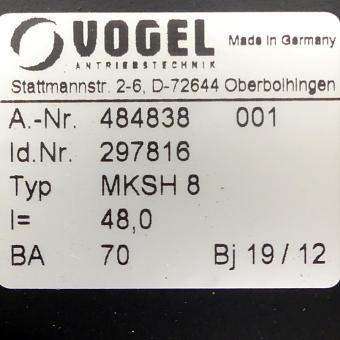 VOGEL Made in Germany
ANTRIEBSTECHNIK
Stattmannstr. 2-6, D-72644 Oberboihingen
A.-Nr. 484838 001
Id.Nr. 297816
Typ MKSH 8
I= 48,0
BA 70 Bj 19 / 12